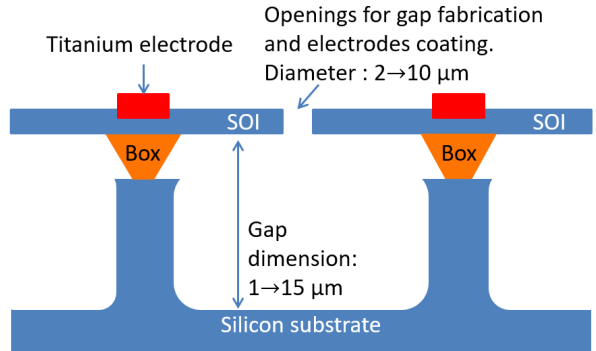 Titanium electrode
Openings for gap fabrication
and electrodes coating.
Diameter : 2→10 µm
SOI
SOI
Box
Box
Gap
dimension:
1→15 µm
Silicon substrate